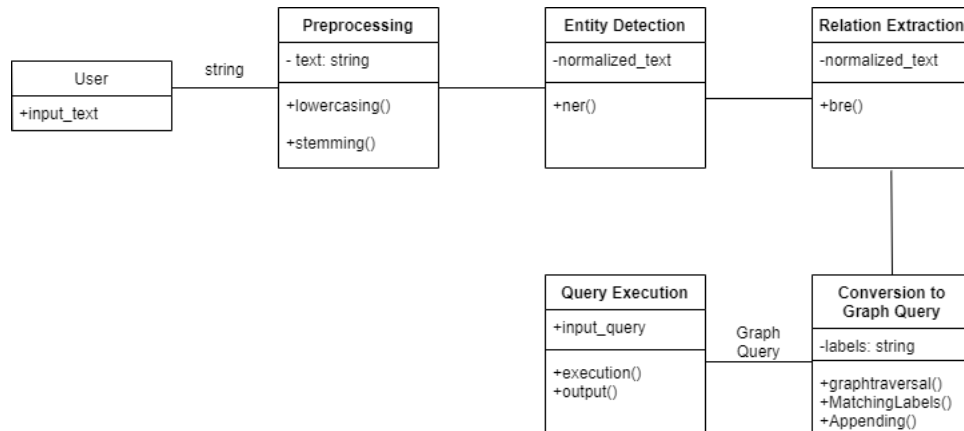 User
+input_text
string
Preprocessing
- text: string
+lowercasing()
+stemming()
Entity Detection
-normalized_text
+ner()
Relation Extraction
-normalized_text
+bre()
Query Execution
+input_query
+execution()
+output()
Graph
Query
Conversion to
Graph Query
-labels: string
+graphtraversal()
+MatchingLabels()
+Appending()